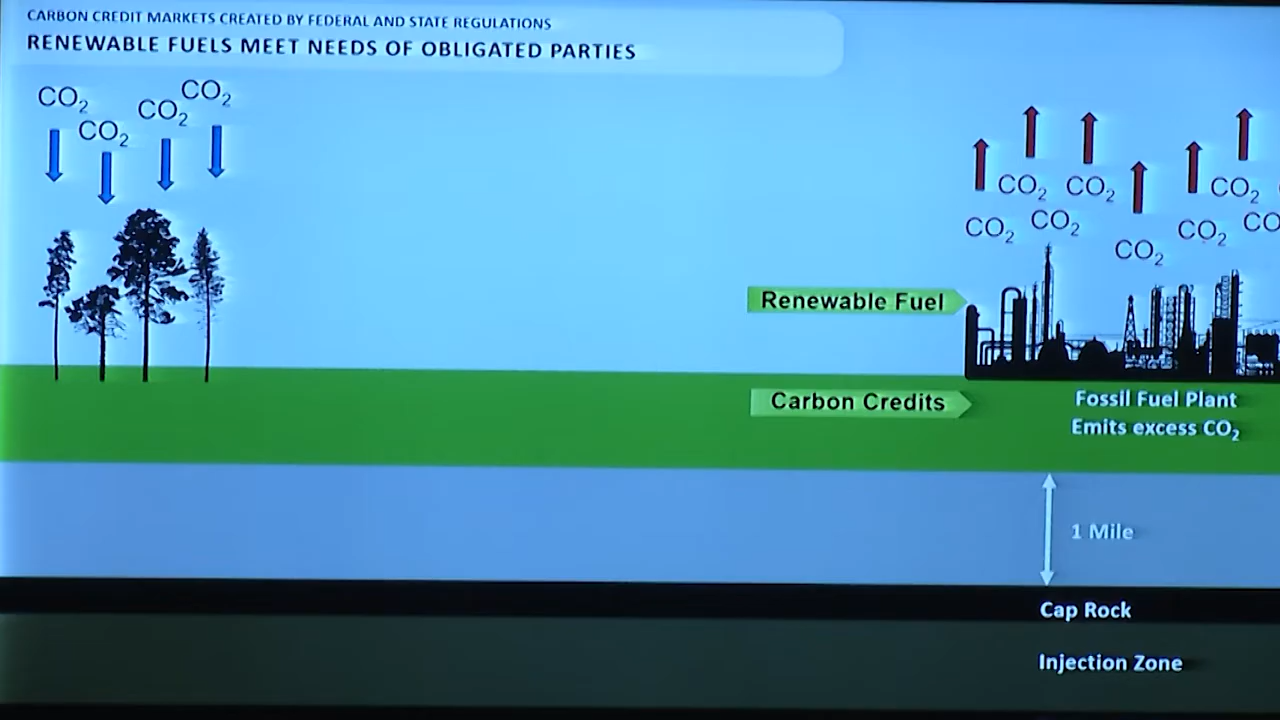 CARBON CREDIT MARKETS CREATED BY FEDERAL AND STATE REGULATIONS
RENEWABLE FUELS MEET NEEDS OF OBLIGATED PARTIES
CO₂
CO₂
CO₂
CO₂
CO₂
CO₂
CO₂
CO₂
CO₂
CO₂
CO₂
CO
Renewable Fuel
Carbon Credits
Fossil Fuel Plant
Emits excess CO₂
1 Mile
Cap Rock
Injection Zone